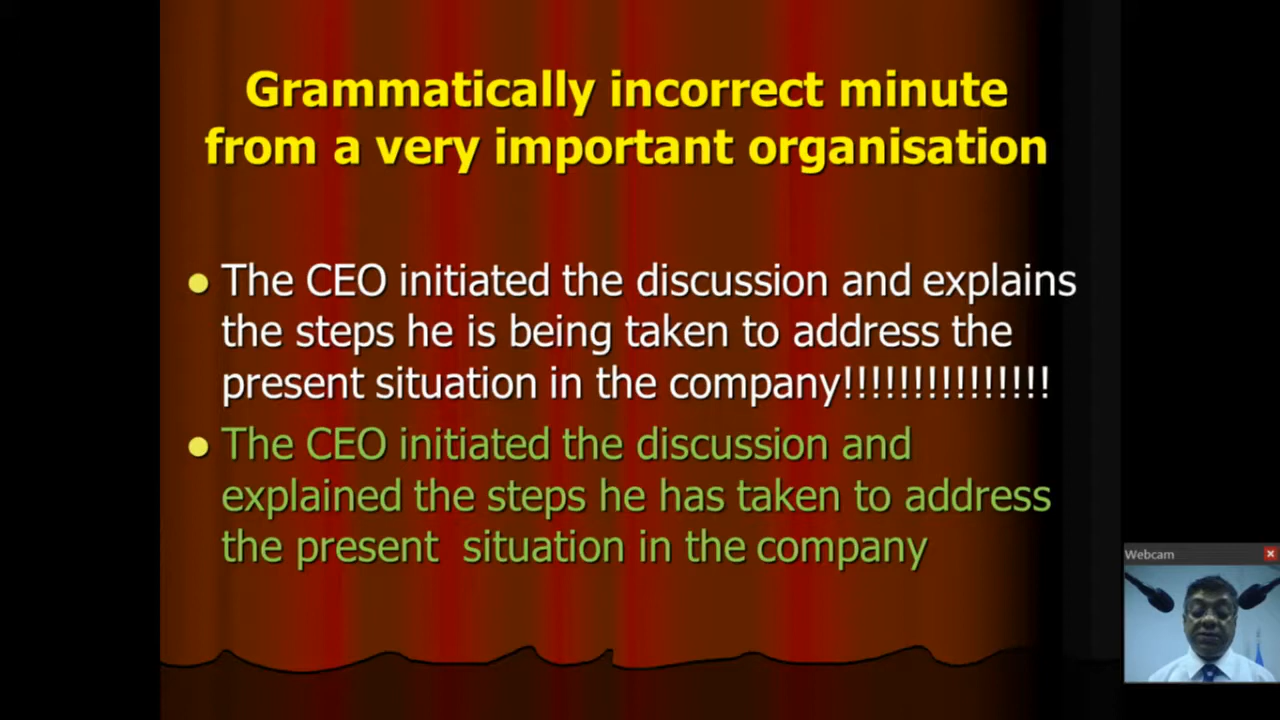 Grammatically incorrect minute
from a very important organisation
The CEO initiated the discussion and explains
the steps he is being taken to address the
present situation in the company!!!!!!!!!!!!!!!
The CEO initiated the discussion and
explained the steps he has taken to address
the present situation in the company
Webcam